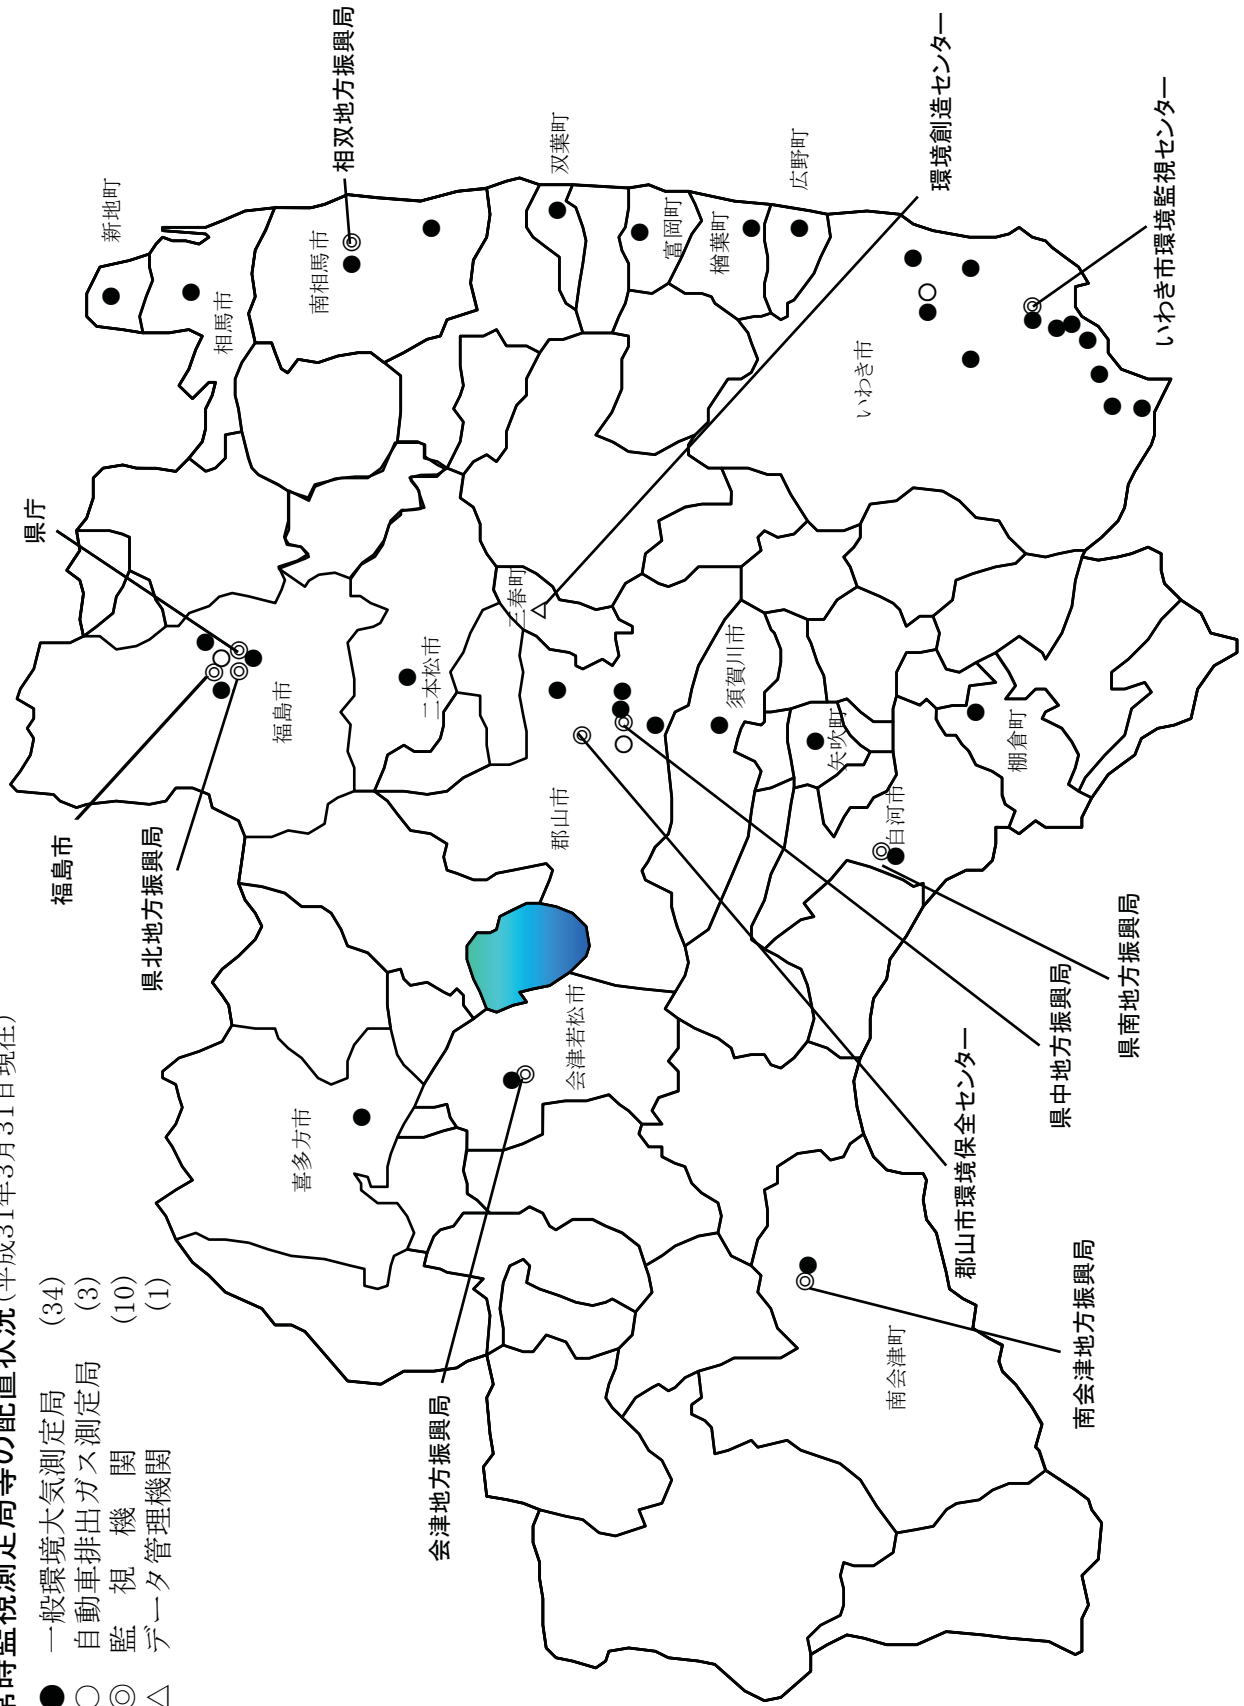 常時監視測定局等の配置状況(平成31年3月31日現在)
● 一般環境大気測定局 (34)
○ 自動車排出ガス測定局 (3)
◎ 監視機関 (10)
△ データ管理機関 (1)
県庁
福島市
県北地方振興局
福島市
新地町
相馬市
南相馬市
相双地方振興局
双葉町
富岡町
楢葉町
広野町
環境創造センター
いわき市
いわき市環境監視センター
二本松市
三春町
郡山市
須賀川市
矢吹町
白河市
棚倉町
喜多方市
会津若松市
会津地方振興局
南会津町
南会津地方振興局
郡山市環境保全センター
県中地方振興局
県南地方振興局